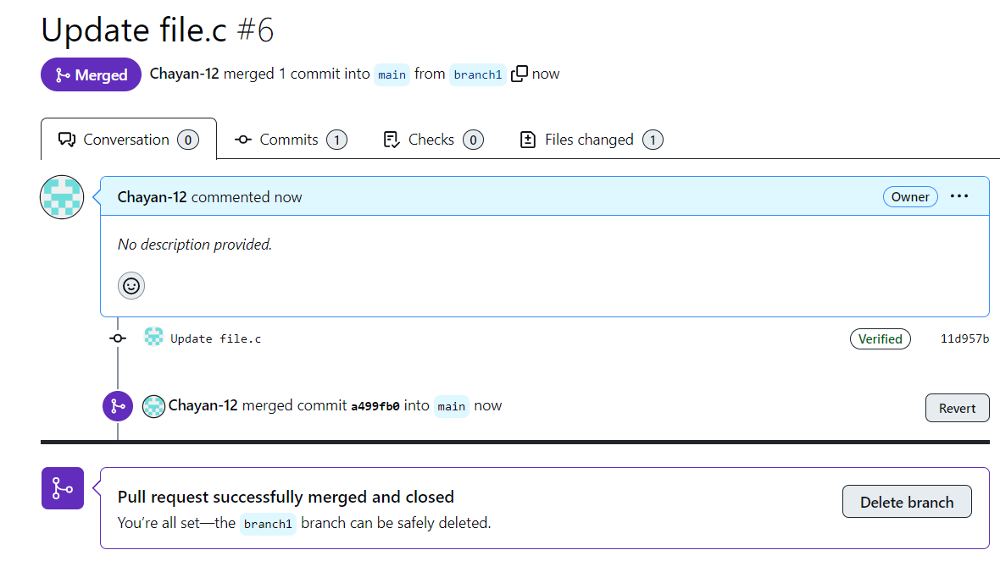 Update file.c #6
Merged Chayan-12 merged 1 commit into main from branch1 now
Conversation 0 Commits 1 Checks 0 Files changed 1
Chayan-12 commented now Owner
No description provided.
Update file.c Verified 11d957b
Chayan-12 merged commit a499fb0 into main now Revert
Pull request successfully merged and closed
Delete branch
You’re all set—the branch1 branch can be safely deleted.